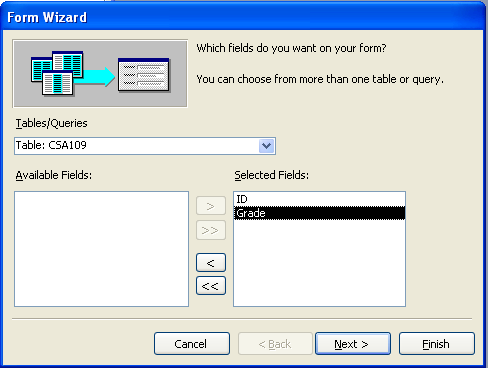 Form Wizard
Which fields do you want on your form?
You can choose from more than one table or query.
Tables/Queries
Table: CSA109
Available Fields:
Selected Fields:
ID
Grade
>
>>
<
<<
Cancel
< Back
Next >
Finish